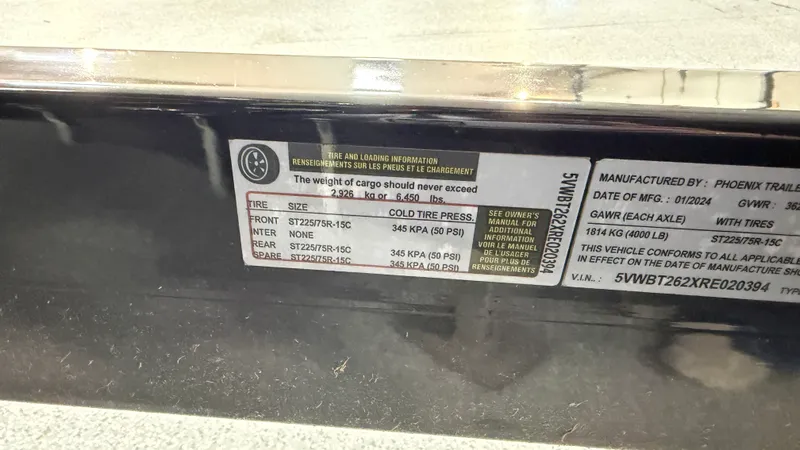 TIRE AND LOADING INFORMATION
RENSEIGNEMENTS SUR LES PNEUS ET LE CHARGEMENT
The weight of cargo should never exceed
2,926 kg or 6,450 lbs.
TIRE SIZE COLD TIRE PRESS.
FRONT ST225/75R-15C 345 KPA (50 PSI)
INTER NONE
REAR ST225/75R-15C 345 KPA (50 PSI)
SPARE ST225/75R-15C 345 KPA (50 PSI)
SEE OWNER'S
MANUAL FOR
ADDITIONAL
INFORMATION
VOIR LE MANUEL
DE L'USAGER
POUR PLUS DE
RENSEIGNEMENTS
5VWBT262XRE020394
MANUFACTURED BY: PHOENIX TRAILE
DATE OF MFG.: 01/2024 GVWR: 362
GAWR (EACH AXLE) WITH TIRES
1814 KG (4000 LB) ST225/75R-15C
THIS VEHICLE CONFORMS TO ALL APPLICABLE
IN EFFECT ON THE DATE OF MANUFACTURE SH
V.I.N.: 5VWBT262XRE020394 TYP